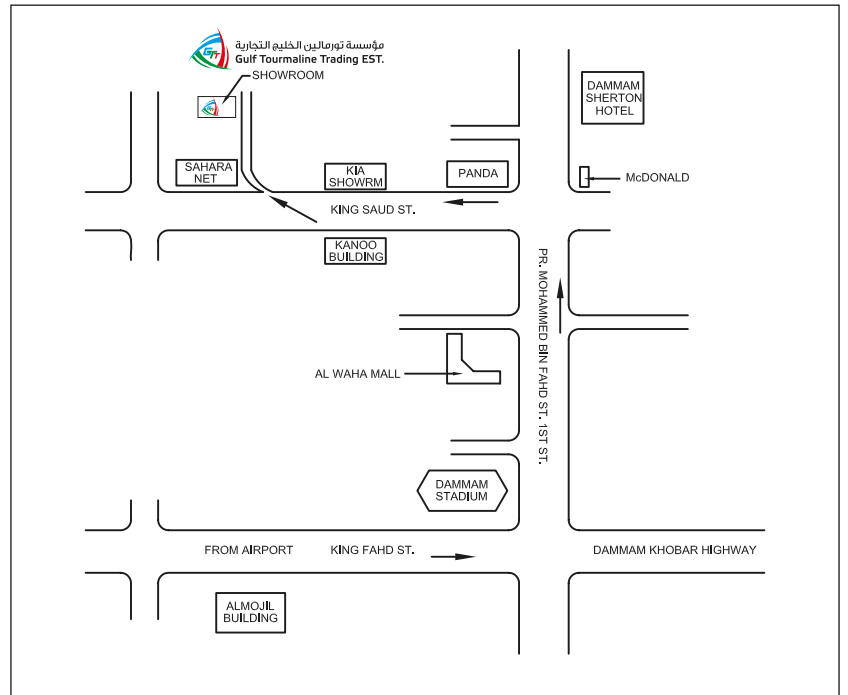 مؤسسة تورمالين الخليج التجارية
GTT Gulf Tourmaline Trading EST.
SHOWROOM
DAMMAM
SHERTON
HOTEL
SAHARA
NET
KIA
SHOWRM
PANDA
McDONALD
KING SAUD ST.
KANOO
BUILDING
PR. MOHAMMED BIN FAHD ST. 1ST ST.
AL WAHA MALL
DAMMAM
STADIUM
FROM AIRPORT
KING FAHD ST.
DAMMAM KHOBAR HIGHWAY
ALMOJIL
BUILDING